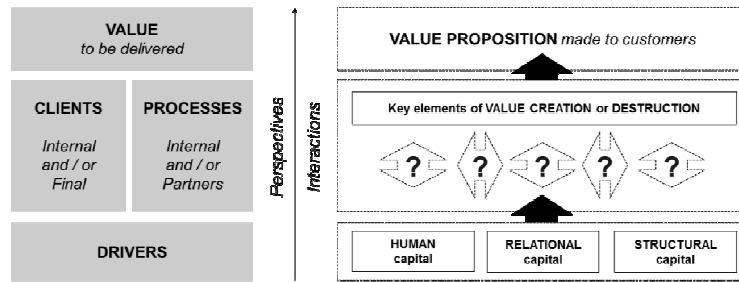 VALUE
to be delivered
CLIENTS
Internal
and / or
Final
PROCESSES
Internal
and / or
Partners
DRIVERS
Perspectives
Interactions
VALUE PROPOSITION made to customers
Key elements of VALUE CREATION or DESTRUCTION
? ? ? ? ?
HUMAN
capital
RELATIONAL
capital
STRUCTURAL
capital